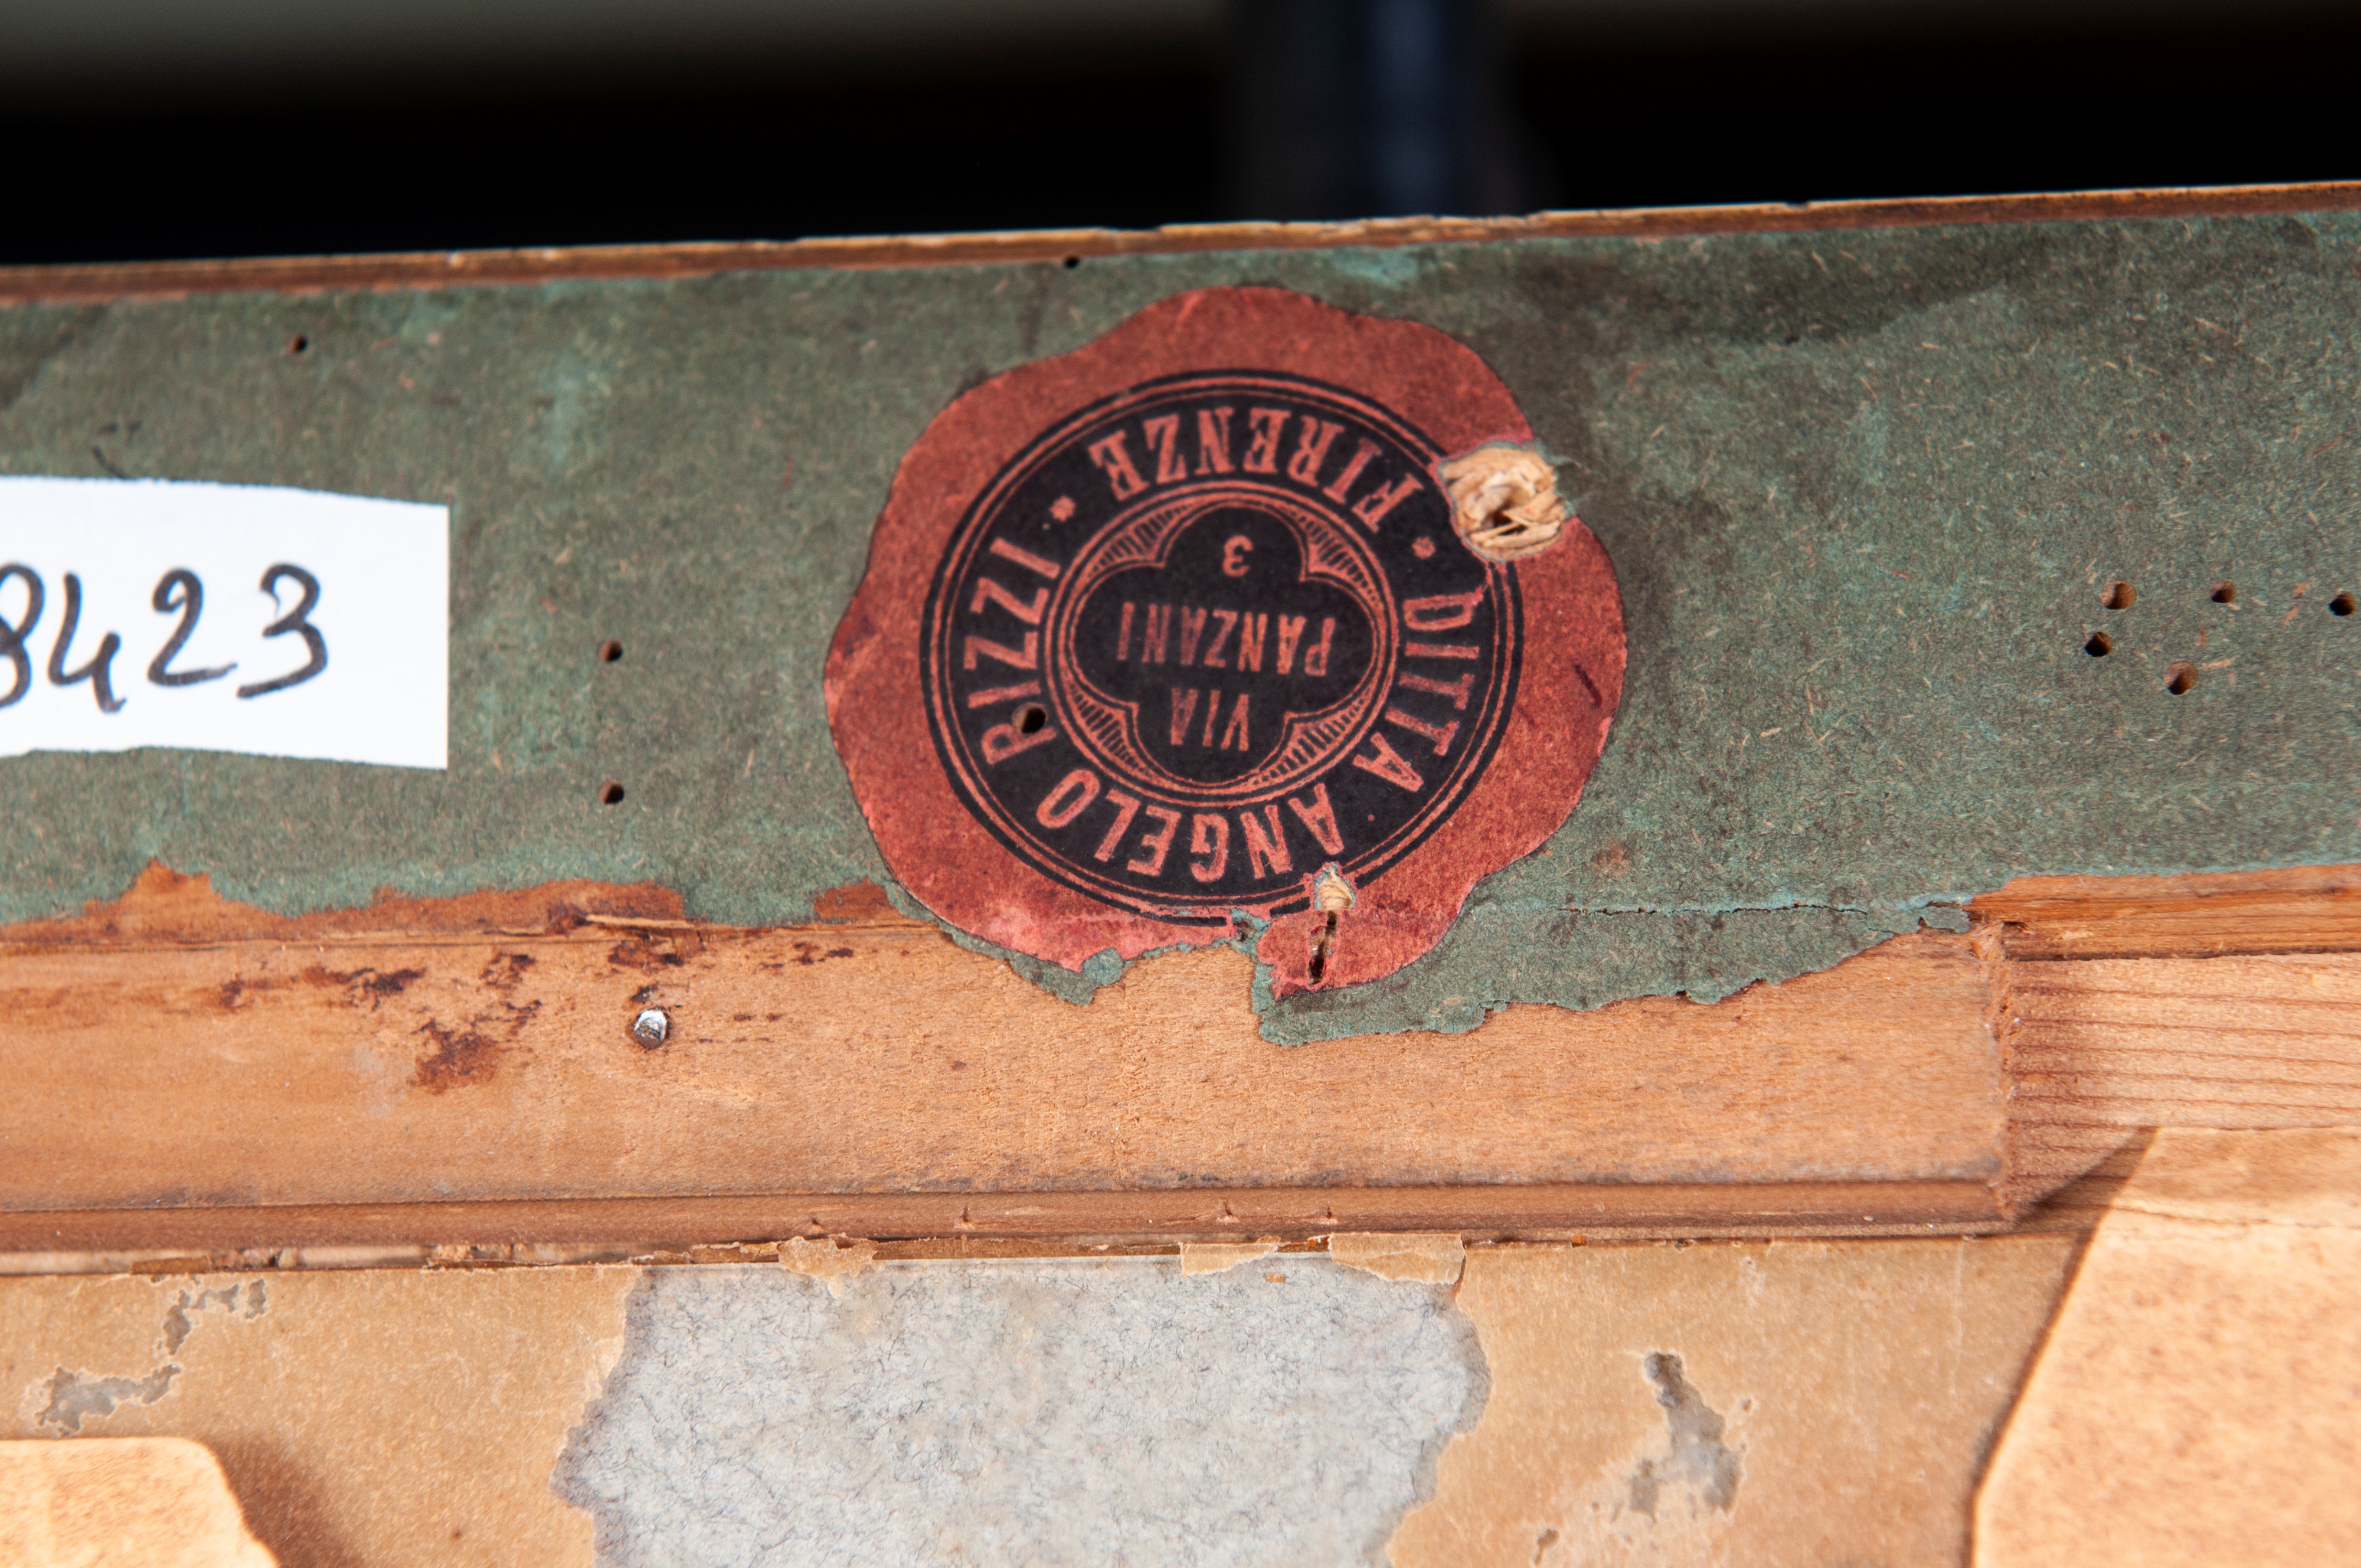 8423
DITTA ANGELO RIZZI
• FIRENZE •
VIA
PANZANI
3